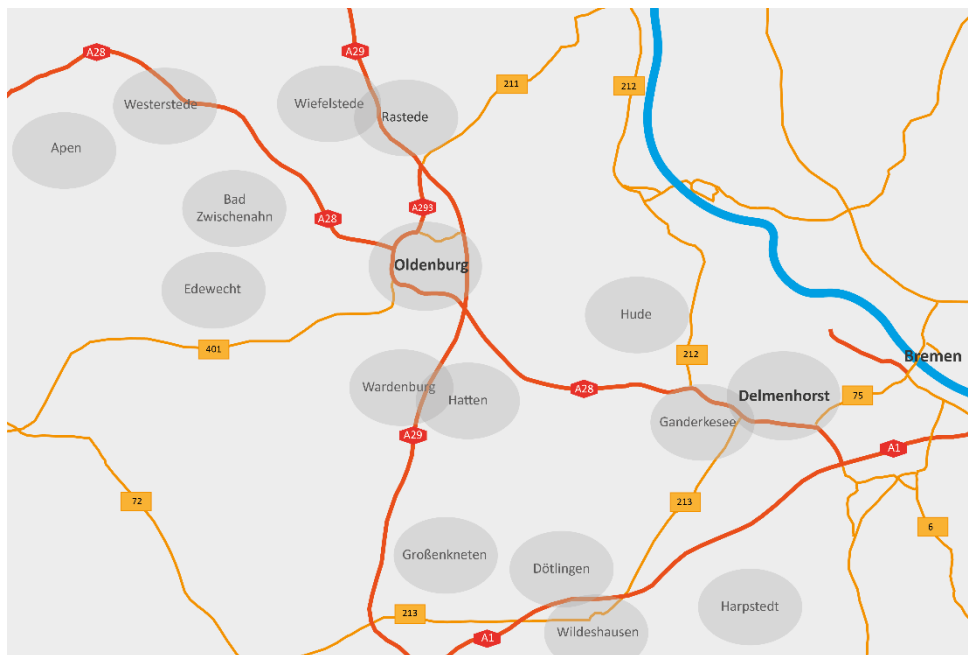 A28
A29
211
212
Westerstede
Wiefelstede
Rastede
Apen
Bad
Zwischenahn
A293
A28
Oldenburg
Edewecht
Hude
401
212
Bremen
Wardenburg
Hatten
A28
Delmenhorst
75
Ganderkesee
A29
A1
72
213
6
Großenkneten
Dötlingen
Harpstedt
213
Wildeshausen
A1